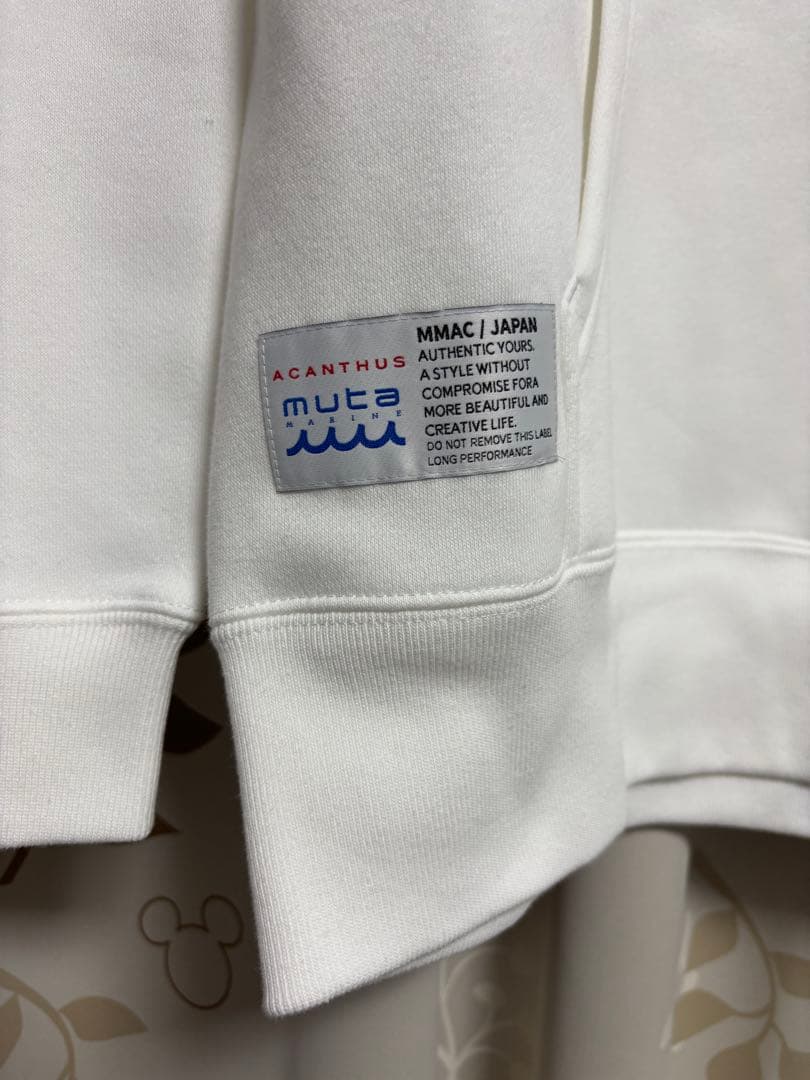 ACANTHUS
muta
MARINE
MMAC / JAPAN
AUTHENTIC YOURS.
A STYLE WITHOUT
COMPROMISE FOR A
MORE BEAUTIFUL AND
CREATIVE LIFE.
DO NOT REMOVE THIS LABEL
LONG PERFORMANCE